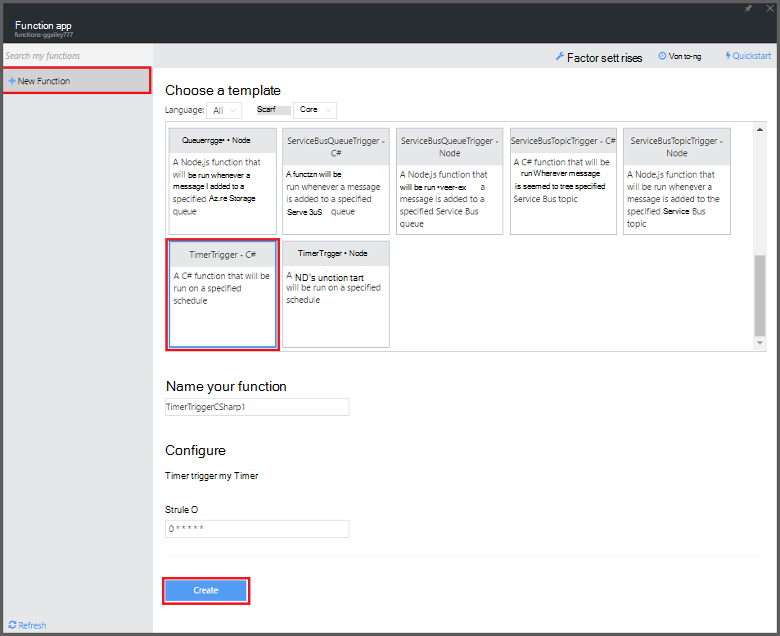 Function app
functions-ggailey777
Search my functions
Factor sett rises
Von to-ng
Quickstart
New Function
Choose a template
Language: All
Scarf
Core
Queuerrgge• • Node
A Node,js function that
will be run whenever a
message I added to a
specified Az.re Storage
queue
ServiceBusQueueTrigger -
C#
A functzn will be
run whenever a message
is added to a specified
Serve 3uS queue
ServiceBusQueueTrigger -
Node
A Node.js function that
will be run •veer-ex a
message is added to a
specified Service Bus
queue
ServiceBusTopicTrigger - C#
A C# function that will be
run Wherever message
is seemed to tree specified
Service Bus topic
ServiceBusTopicTrigger -
Node
A Node.js function that
will be run whenever a
message is added to the
specified Service Bus
topic
TimerTrigger - C#
A C# function that will be
run on a specified
schedule
TimerTrgger • Node
A ND's unction tart
will be run on a specified
schedule
Name your function
TimerTriggerCSharp1
Configure
Timer trigger my Timer
Strule O
0 * * * * *
Create
Refresh